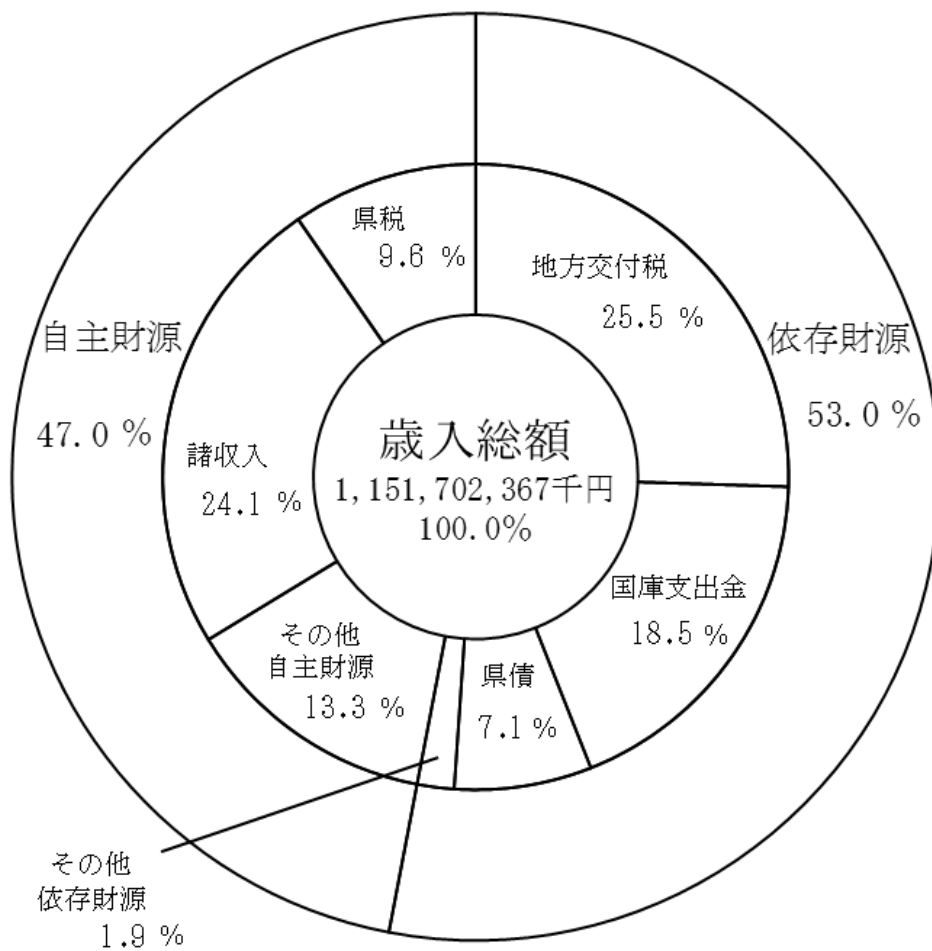 県税
9.6 %
地方交付税
25.5 %
自主財源
47.0 %
依存財源
53.0 %
歳入総額
1,151,702,367千円
100.0%
諸収入
24.1 %
国庫支出金
18.5 %
その他
自主財源
13.3 %
県債
7.1 %
その他
依存財源
1.9 %